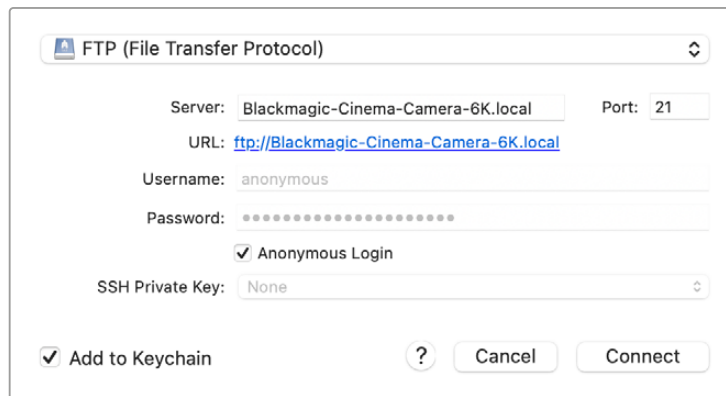 FTP (File Transfer Protocol)
Server: Blackmagic-Cinema-Camera-6K.local Port: 21
URL: ftp://Blackmagic-Cinema-Camera-6K.local
Username: anonymous
Password: •••••••••••••••••••••
Anonymous Login
SSH Private Key: None
Add to Keychain ? Cancel Connect